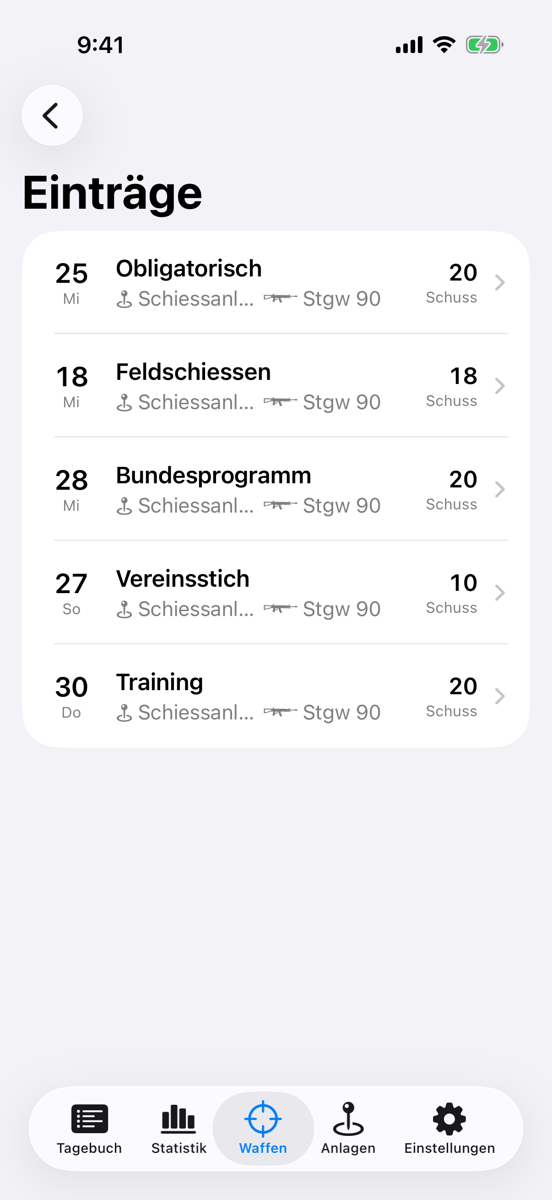 9:41
Einträge
25 Obligatorisch 20
Mi Schiessanl... Stgw 90 Schuss
18 Feldschiessen 18
Mi Schiessanl... Stgw 90 Schuss
28 Bundesprogramm 20
Mi Schiessanl... Stgw 90 Schuss
27 Vereinsstich 10
So Schiessanl... Stgw 90 Schuss
30 Training 20
Do Schiessanl... Stgw 90 Schuss
Tagebuch Statistik Waffen Anlagen Einstellungen